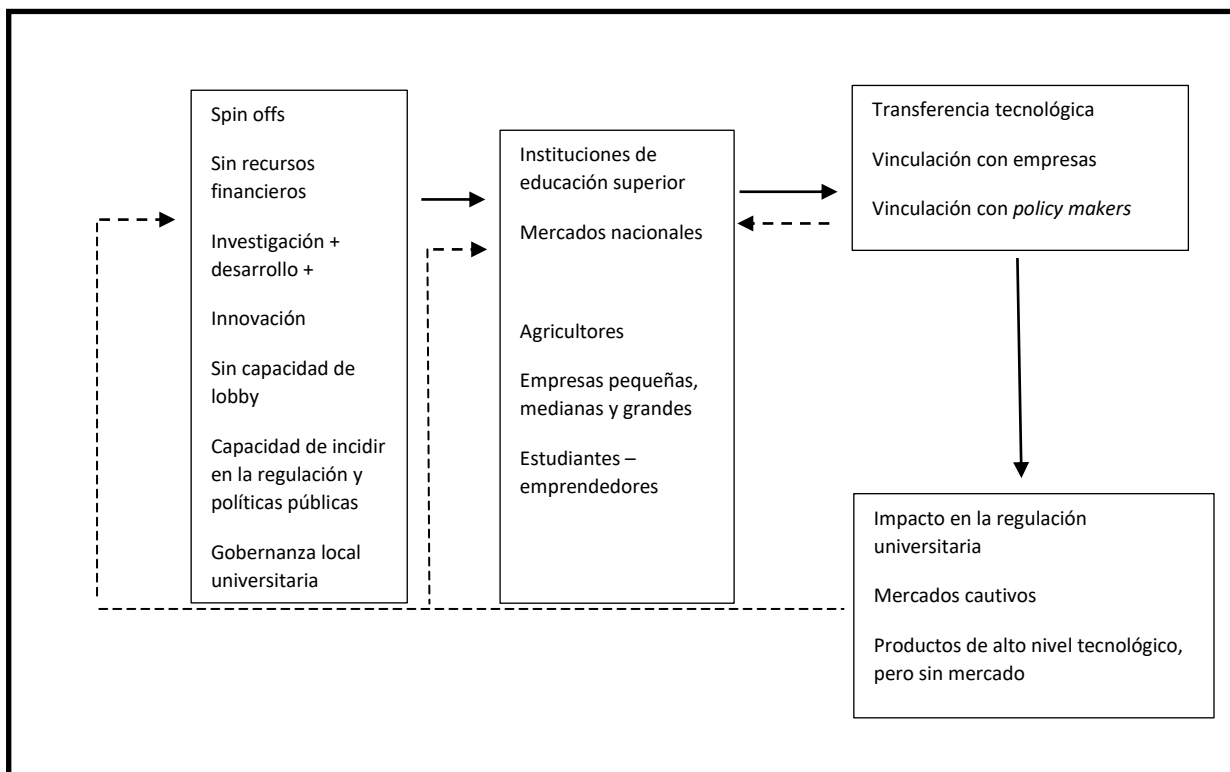 Spin offs
Sin recursos
financieros
Investigación +
desarrollo +
Innovación
Sin capacidad de
lobby
Capacidad de incidir
en la regulación y
políticas públicas
Gobernanza local
universitaria
Instituciones de
educación superior
Mercados nacionales
Agricultores
Empresas pequeñas,
medianas y grandes
Estudiantes –
emprendedores
Transferencia tecnológica
Vinculación con empresas
Vinculación con policy makers
Impacto en la regulación
universitaria
Mercados cautivos
Productos de alto nivel tecnológico,
pero sin mercado